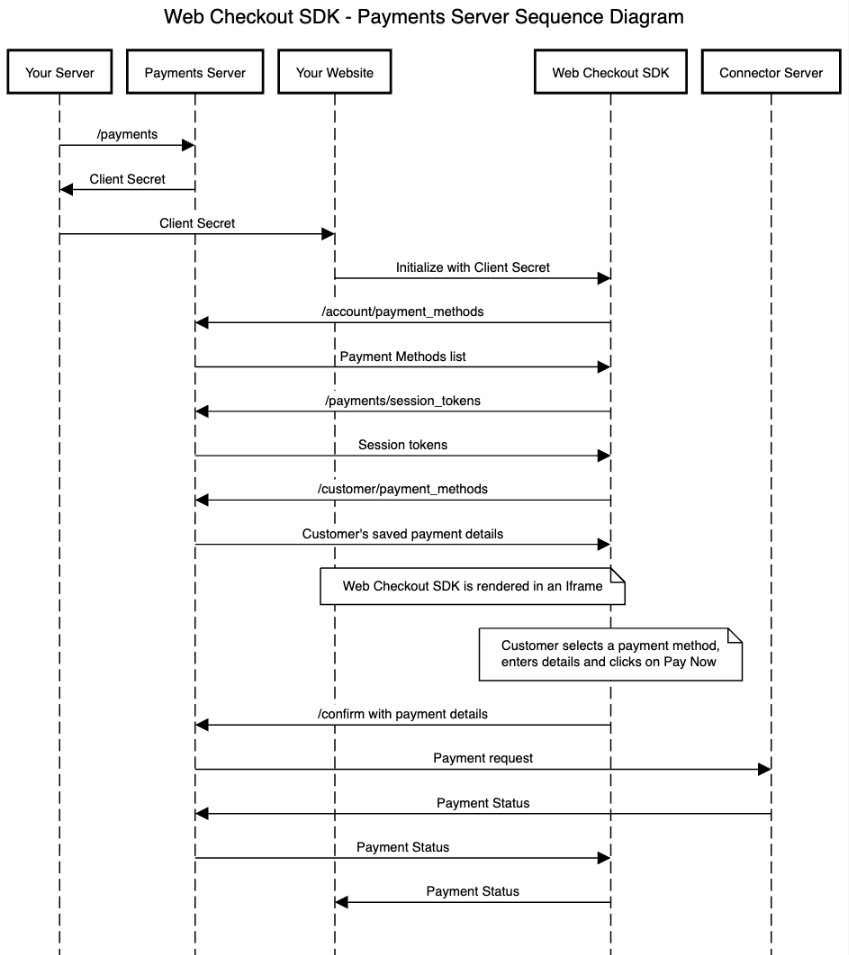 Web Checkout SDK - Payments Server Sequence Diagram
Your Server
Payments Server
Your Website
Web Checkout SDK
Connector Server
/payments
Client Secret
Client Secret
Initialize with Client Secret
/account/payment_methods
Payment Methods list
/payments/session_tokens
Session tokens
/customer/payment_methods
Customer's saved payment details
Web Checkout SDK is rendered in an Iframe
Customer selects a payment method,
enters details and clicks on Pay Now
/confirm with payment details
Payment request
Payment Status
Payment Status
Payment Status